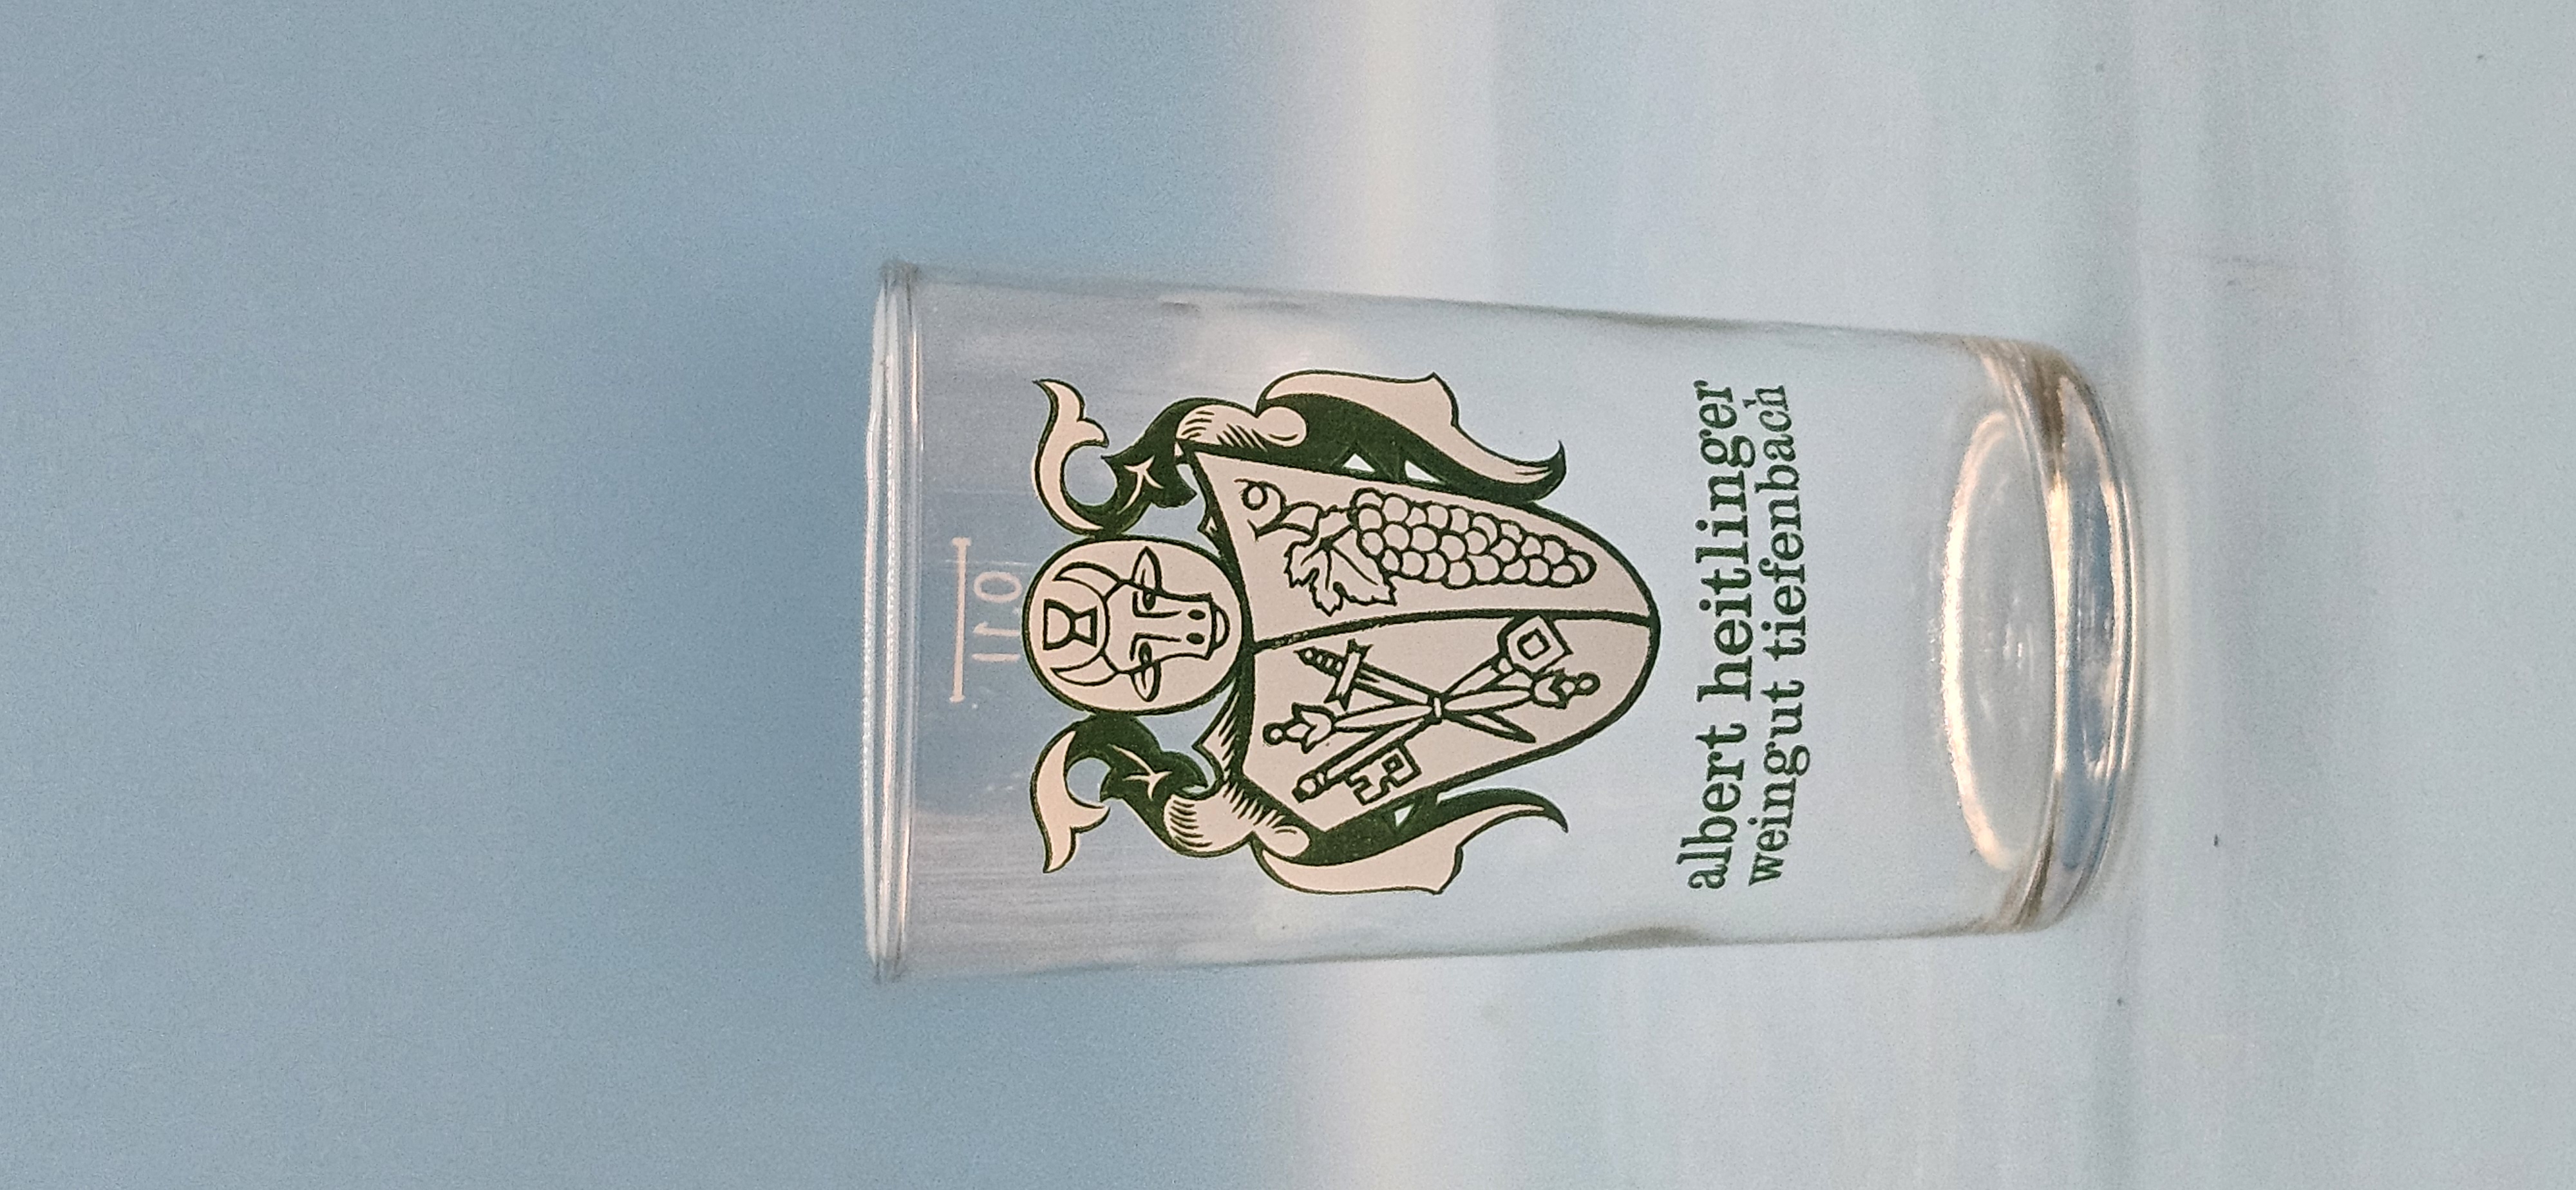 0,1l
albert heitlinger
weingut tiefenbach